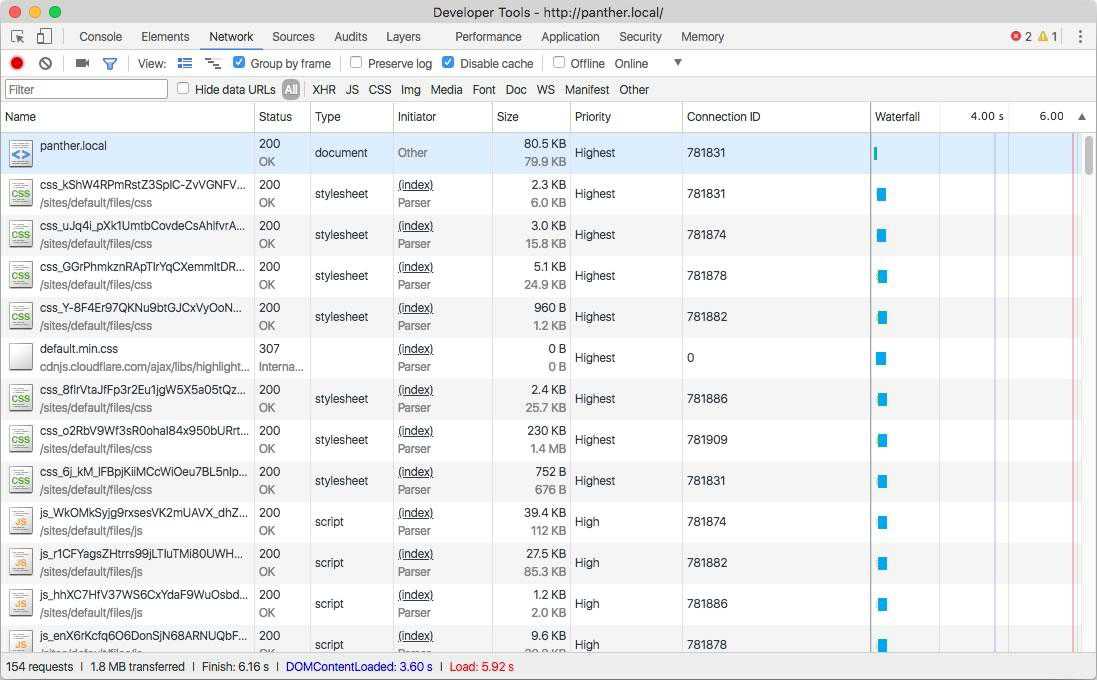 Developer Tools - http://panther.local/
Console Elements Network Sources Audits Layers Performance Application Security Memory 2 1
View: Group by frame Preserve log Disable cache Offline Online
Filter Hide data URLs All XHR JS CSS Img Media Font Doc WS Manifest Other
Name Status Type Initiator Size Priority Connection ID Waterfall 4.00 s 6.00
panther.local 200 OK document Other 80.5 KB 79.9 KB Highest 781831
css_kShW4RPmRstZ3SpIC-ZvVGNFV... 200 stylesheet (index) 2.3 KB Highest 781831
/sites/default/files/css OK Parser 6.0 KB
css_uJq4i_pXk1UmtbCovdeCsAhlfvrA... 200 stylesheet (index) 3.0 KB Highest 781874
/sites/default/files/css OK Parser 15.8 KB
css_GGrPhmkznRApTlrYqCXemmItDR... 200 stylesheet (index) 5.1 KB Highest 781878
/sites/default/files/css OK Parser 24.9 KB
css_Y-8F4Er97QKNu9btGJCxVyOoN... 200 stylesheet (index) 960 B Highest 781882
/sites/default/files/css OK Parser 1.2 KB
default.min.css 307 (index) 0 B Highest 0
cdnjs.cloudflare.com/ajax/libs/highlight... Interna... Parser 0 B
css_8flrVtaJfFp3r2Eu1jgW5X5a05tQz... 200 stylesheet (index) 2.4 KB Highest 781886
/sites/default/files/css OK Parser 25.7 KB
css_o2RbV9Wf3sR0ohal84x950bURrt... 200 stylesheet (index) 230 KB Highest 781909
/sites/default/files/css OK Parser 1.4 MB
css_6j_kM_lFBpjKiiMCcWiOeu7BL5nIp... 200 stylesheet (index) 752 B Highest 781831
/sites/default/files/css OK Parser 676 B
js_WkOMkSyjg9rxsesVK2mUAVX_dhZ... 200 script (index) 39.4 KB High 781874
/sites/default/files/js OK Parser 112 KB
js_r1CFYagsZHtrrs99jLTluTMi80UWH... 200 script (index) 27.5 KB High 781882
/sites/default/files/js OK Parser 85.3 KB
js_hhXC7HfV37WS6CxYdaF9WuOsbd... 200 script (index) 1.2 KB High 781886
/sites/default/files/js OK Parser 2.0 KB
js_enX6rKcfq6O6DonSjN68ARNUQbF... 200 script (index) 9.6 KB High 781878
154 requests | 1.8 MB transferred | Finish: 6.16 s | DOMContentLoaded: 3.60 s | Load: 5.92 s